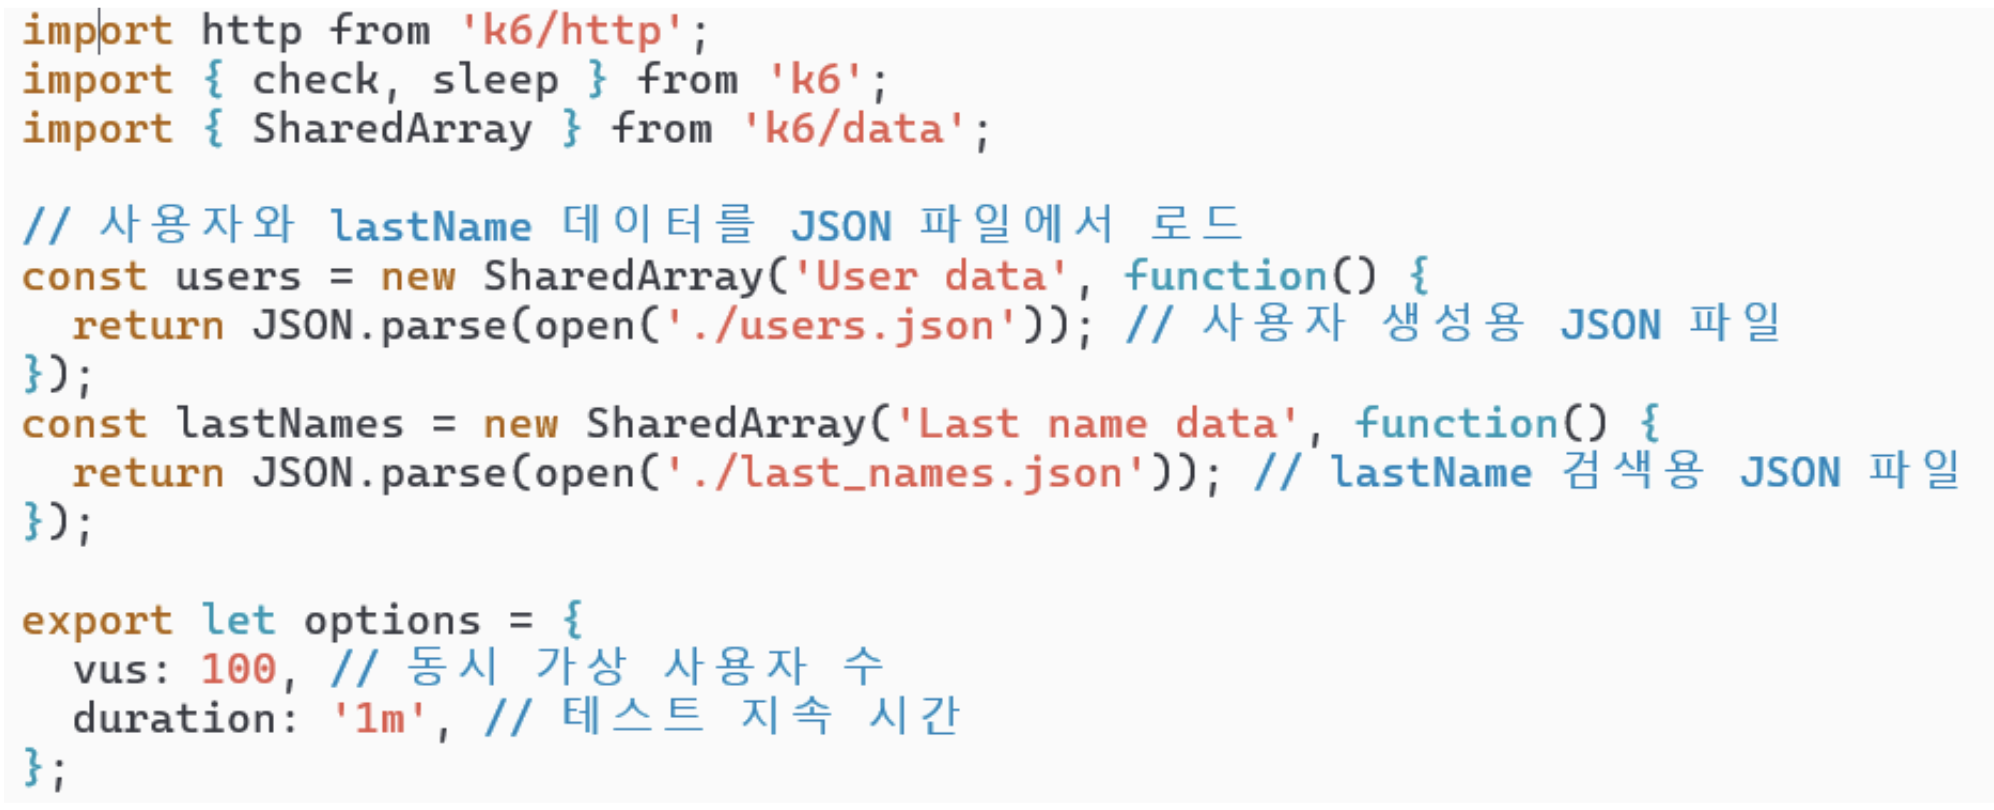 import http from 'k6/http';
import { check, sleep } from 'k6';
import { SharedArray } from 'k6/data';
// 사용자와 lastName 데이터를 JSON 파일에서 로드
const users = new SharedArray('User data', function() {
  return JSON.parse(open('./users.json')); // 사용자 생성용 JSON 파일
});
const lastNames = new SharedArray('Last name data', function() {
  return JSON.parse(open('./last_names.json')); // lastName 검색용 JSON 파일
});
export let options = {
  vus: 100, // 동시 가상 사용자 수
  duration: '1m', // 테스트 지속 시간
};